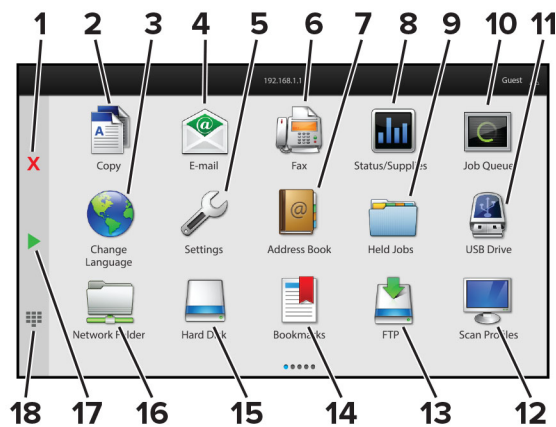 1 2 3 4 5 6 7 8 9 10 11
192.168.1.1 Guest
X
Copy E-mail Fax Status/Supplies Job Queue
Change Language Settings Address Book Held Jobs USB Drive
Network Folder Hard Disk Bookmarks FTP Scan Profiles
18 17 16 15 14 13 12